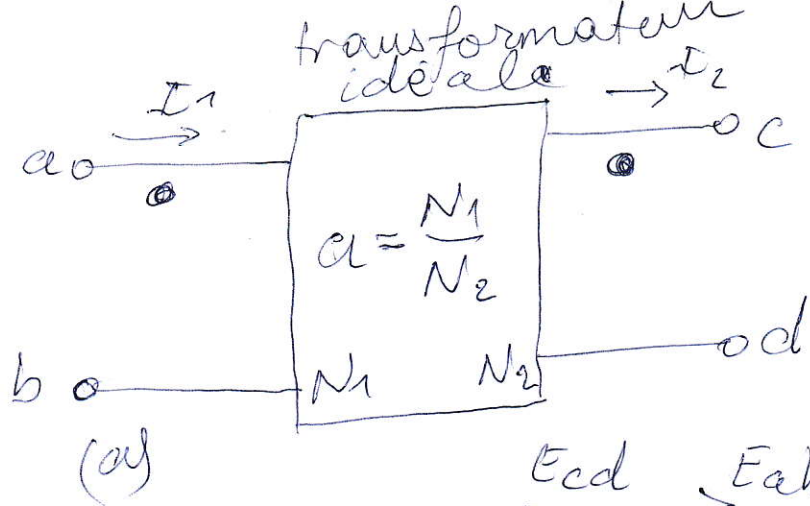 transformateur
idéale
I1 I2
a c
a = N1/N2
b N1 N2 d
(a)
Ecd Eab